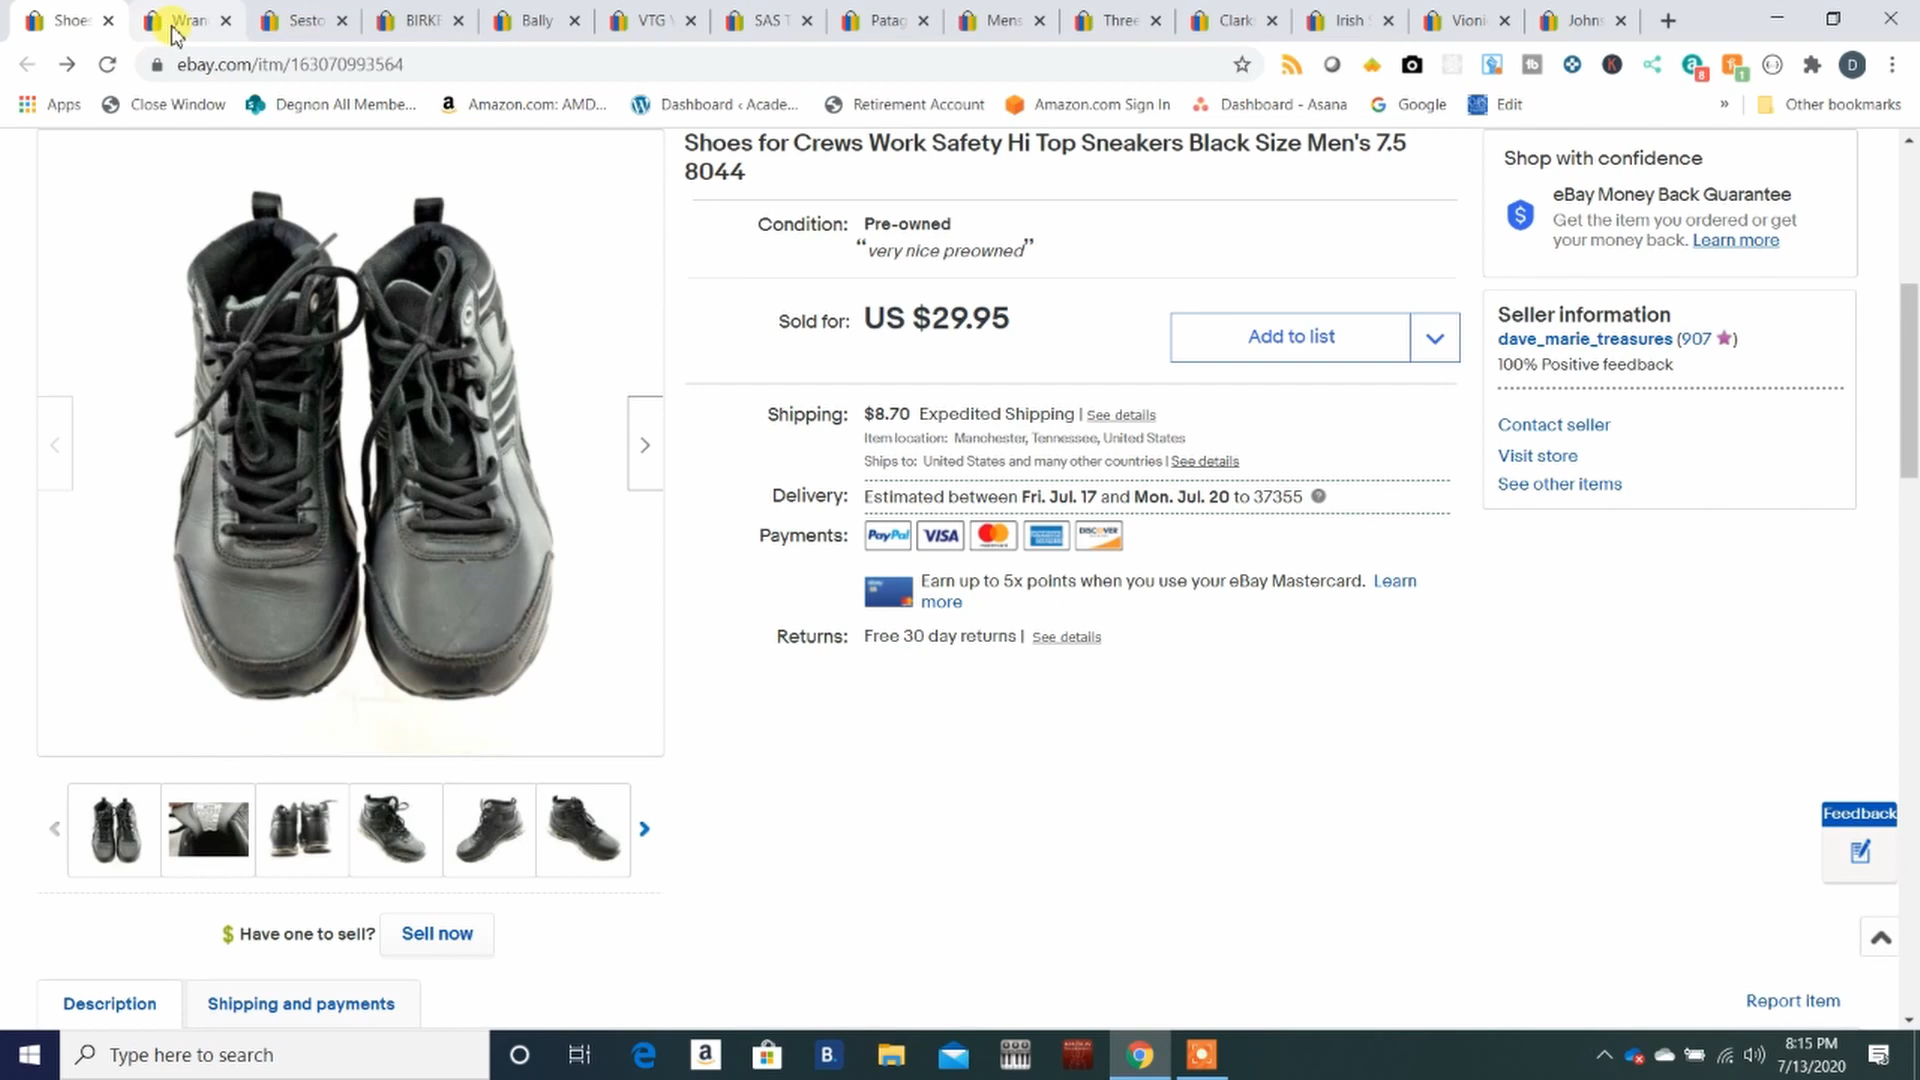 Shoes
Wran
Sesto
BIRKE
Bally
VTG
SAS T
Patag
Mens
Three
Clark
Irish
Vioni
Johns
ebay.com/itm/163070993564
Apps
Close Window
Degnon All Membe...
Amazon.com: AMD...
Dashboard ‹ Acade...
Retirement Account
Amazon.com Sign In
Dashboard - Asana
Google
Edit
»
Other bookmarks
Shoes for Crews Work Safety Hi Top Sneakers Black Size Men's 7.5
8044
Condition: Pre-owned
“very nice preowned”
Sold for: US $29.95
Add to list
Shipping: $8.70 Expedited Shipping | See details
Item location: Manchester, Tennessee, United States
Ships to: United States and many other countries | See details
Delivery: Estimated between Fri. Jul. 17 and Mon. Jul. 20 to 37355
Payments: PayPal VISA DISCOVER
Earn up to 5x points when you use your eBay Mastercard. Learn
more
Returns: Free 30 day returns | See details
Shop with confidence
eBay Money Back Guarantee
Get the item you ordered or get
your money back. Learn more
Seller information
dave_marie_treasures (907)
100% Positive feedback
Contact seller
Visit store
See other items
Feedback
$ Have one to sell? Sell now
Description
Shipping and payments
Report item
Type here to search
8:15 PM
7/13/2020